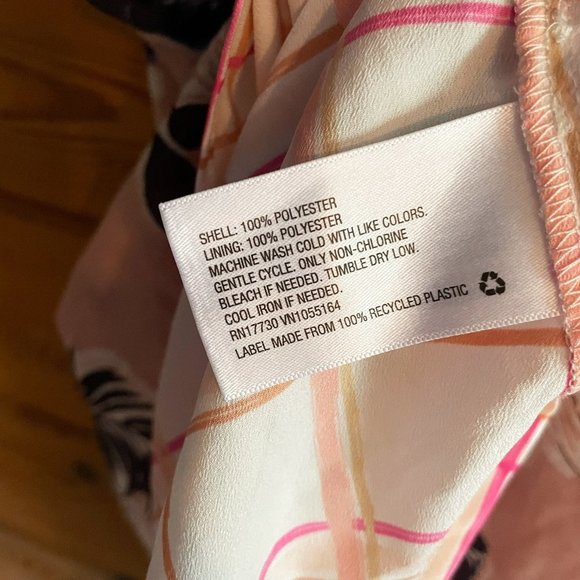 SHELL: 100% POLYESTER
LINING: 100% POLYESTER
MACHINE WASH COLD WITH LIKE COLORS.
GENTLE CYCLE. ONLY NON-CHLORINE
BLEACH IF NEEDED. TUMBLE DRY LOW.
COOL IRON IF NEEDED.
RN17730 VN1055164
LABEL MADE FROM 100% RECYCLED PLASTIC